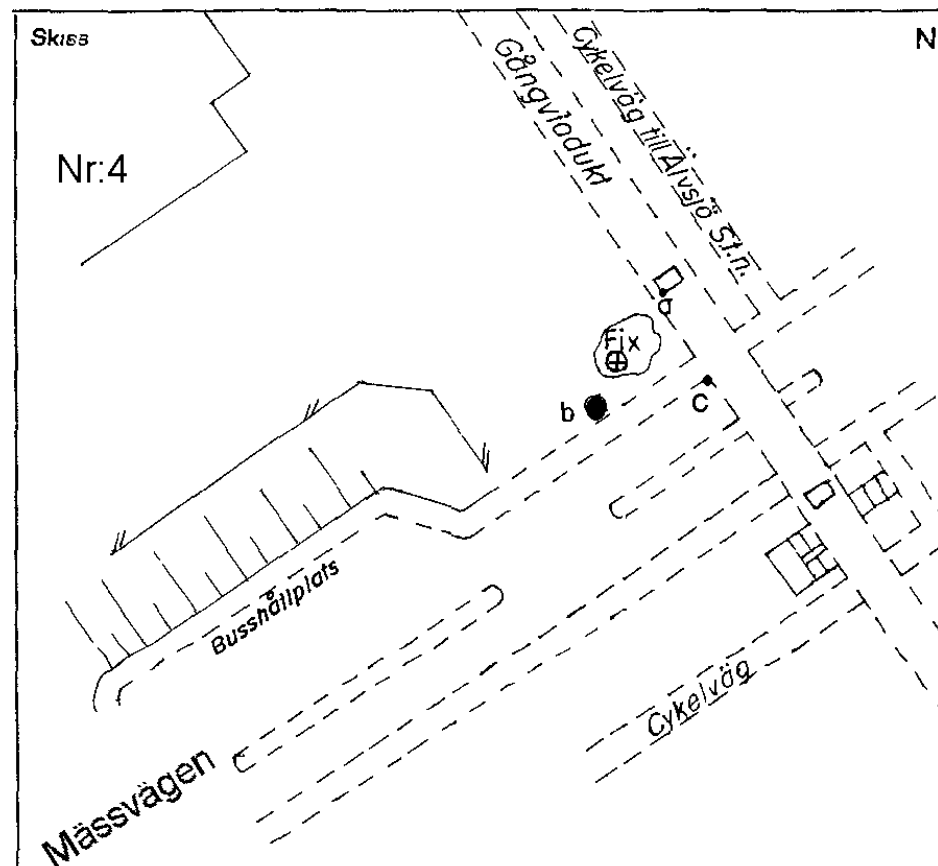 Skiss
N
Nr:4
Gångviadukt
Cykelväg till Älvsjö St.n.
a
Fix
b
c
Busshållplats
Cykelväg
Mässvägen